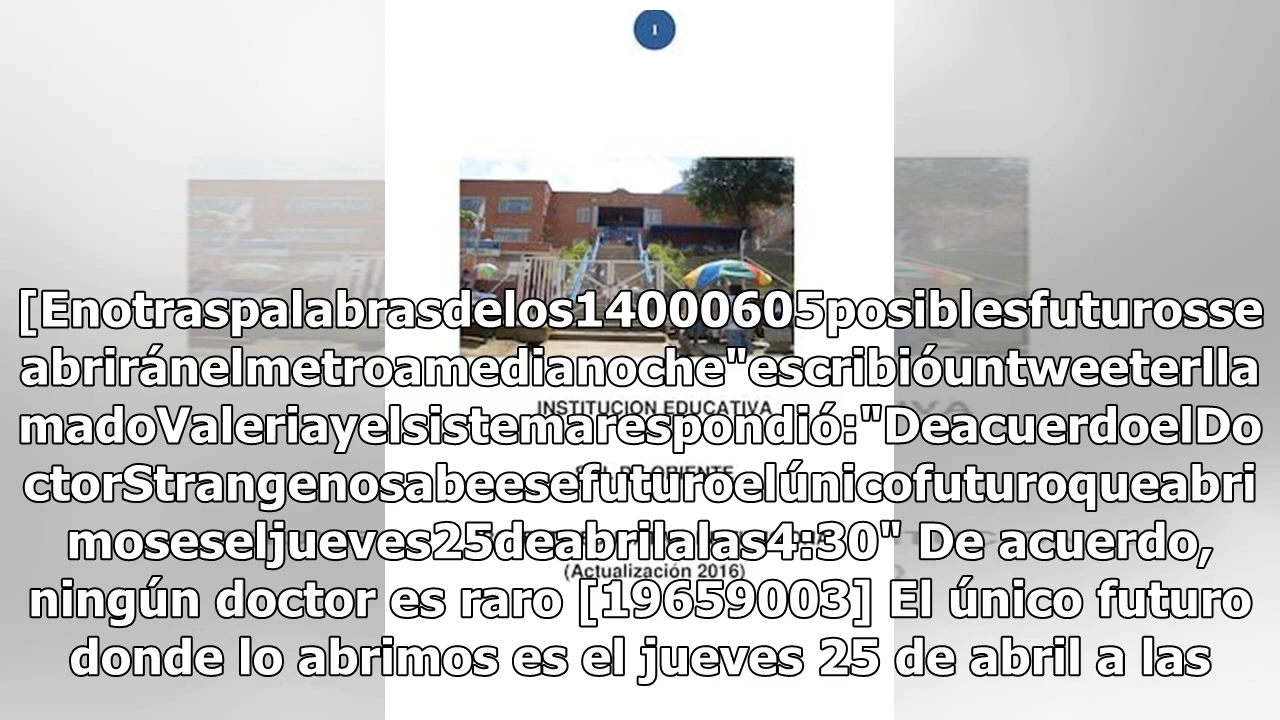 1
[Enotraspalabrasdelos14000605posiblesfuturosse
abriránelmetroamedianoche"escribióuntweeterlla
madoValeriayelsistemarespondió:"DeacuerdoelDo
INSTITUCION EDUCATIVA
ctorStrangenosabeesefuturoelúnicofuturoqueabri
moseseljueves25deabrilalas4:30" De acuerdo,
(Actualización 2016)
ningún doctor es raro [19659003] El único futuro
donde lo abrimos es el jueves 25 de abril a las